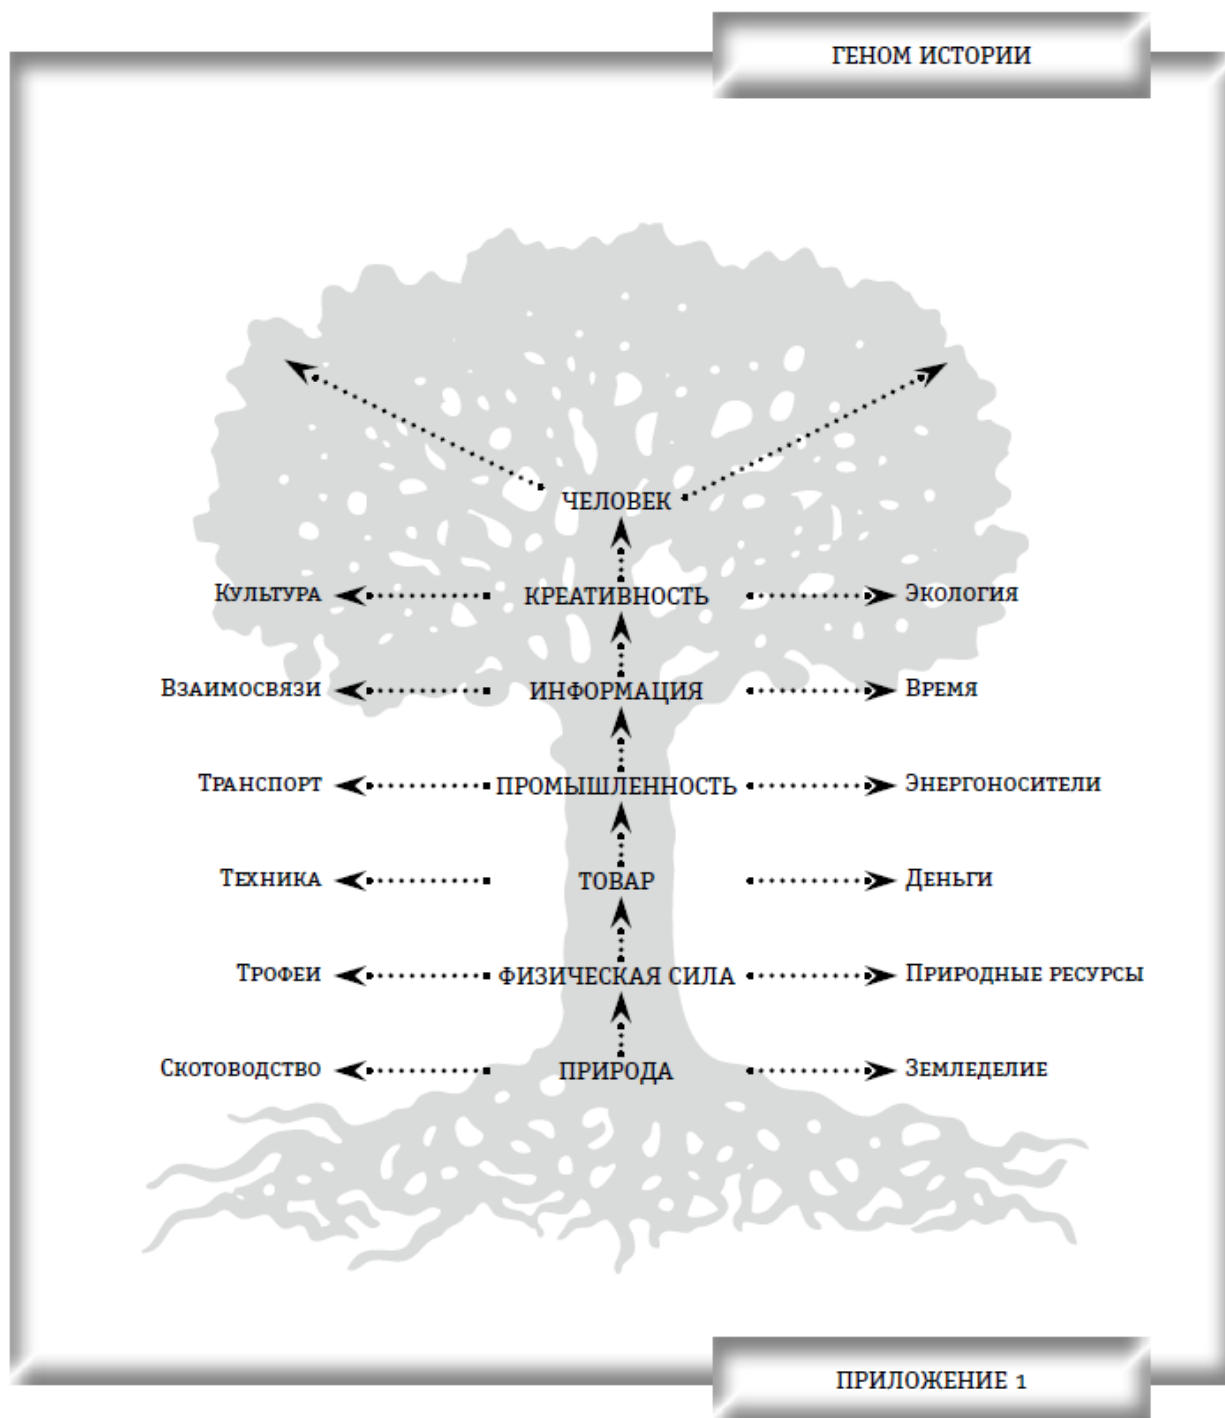 ГЕНОМ ИСТОРИИ
ЧЕЛОВЕК
Культура КРЕАТИВНОСТЬ Экология
Взаимосвязи ИНФОРМАЦИЯ Время
Транспорт ПРОМЫШЛЕННОСТЬ Энергоносители
Техника ТОВАР Деньги
Трофеи ФИЗИЧЕСКАЯ СИЛА Природные ресурсы
Скотоводство ПРИРОДА Земледелие
ПРИЛОЖЕНИЕ 1